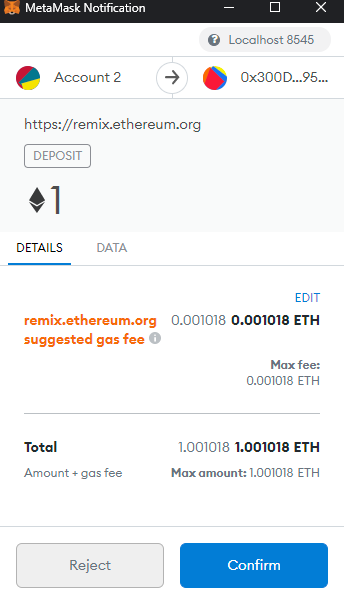 MetaMask Notification
Localhost 8545
Account 2 0x300D...95...
https://remix.ethereum.org
DEPOSIT
1
DETAILS DATA
EDIT
remix.ethereum.org 0.001018 0.001018 ETH
suggested gas fee
Max fee:
0.001018 ETH
Total 1.001018 1.001018 ETH
Amount + gas fee Max amount: 1.001018 ETH
Reject Confirm